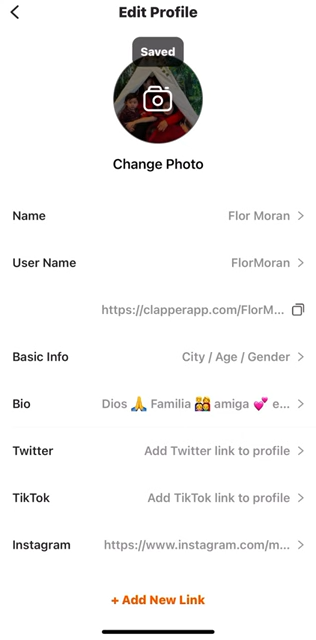 Edit Profile
Saved
Change Photo
Name Flor Moran
User Name FlorMoran
https://clapperapp.com/FlorM...
Basic Info City / Age / Gender
Bio Dios 🙏 Familia 👨‍👩‍👧‍👦 amiga 💕 e...
Twitter Add Twitter link to profile
TikTok Add TikTok link to profile
Instagram https://www.instagram.com/m...
+ Add New Link